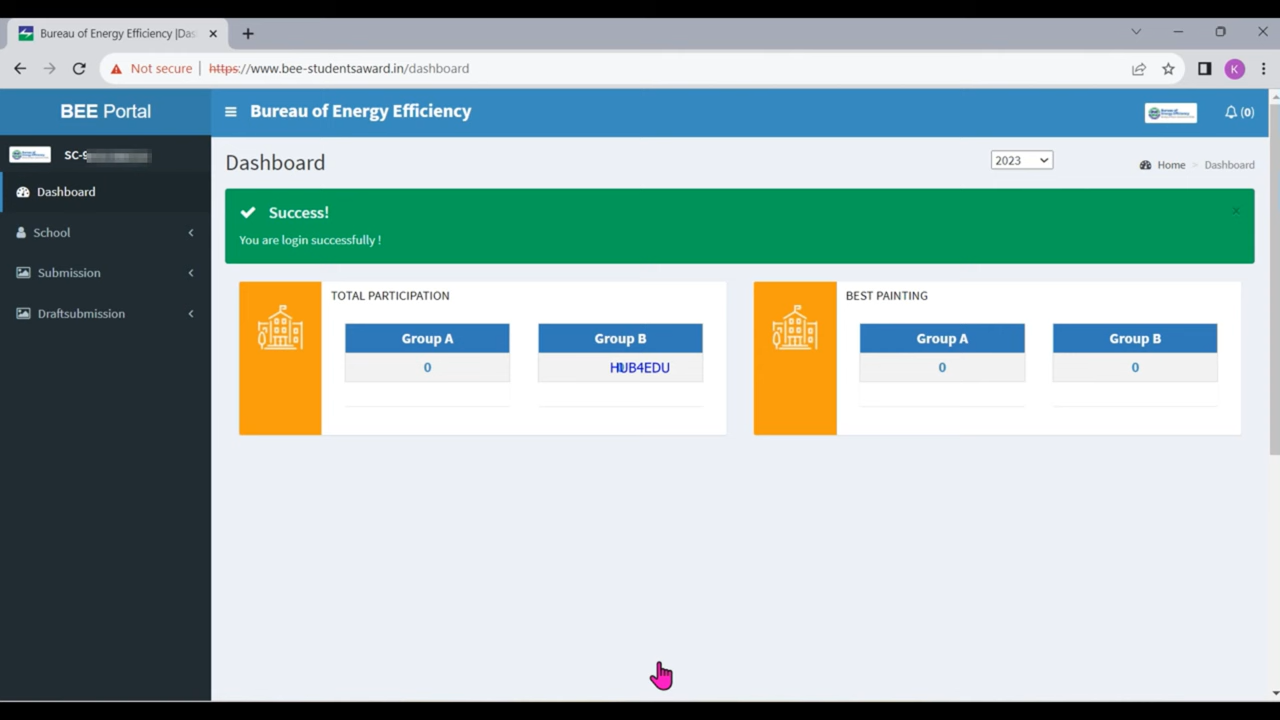 Bureau of Energy Efficiency |Das
Not secure | https://www.bee-studentsaward.in/dashboard
K
BEE Portal
Bureau of Energy Efficiency
(0)
SC-9
Dashboard
2023
Home > Dashboard
Dashboard
School
Submission
Draftsubmission
Success!
×
You are login successfully !
TOTAL PARTICIPATION
Group A
Group B
0
HUB4EDU
BEST PAINTING
Group A
Group B
0
0